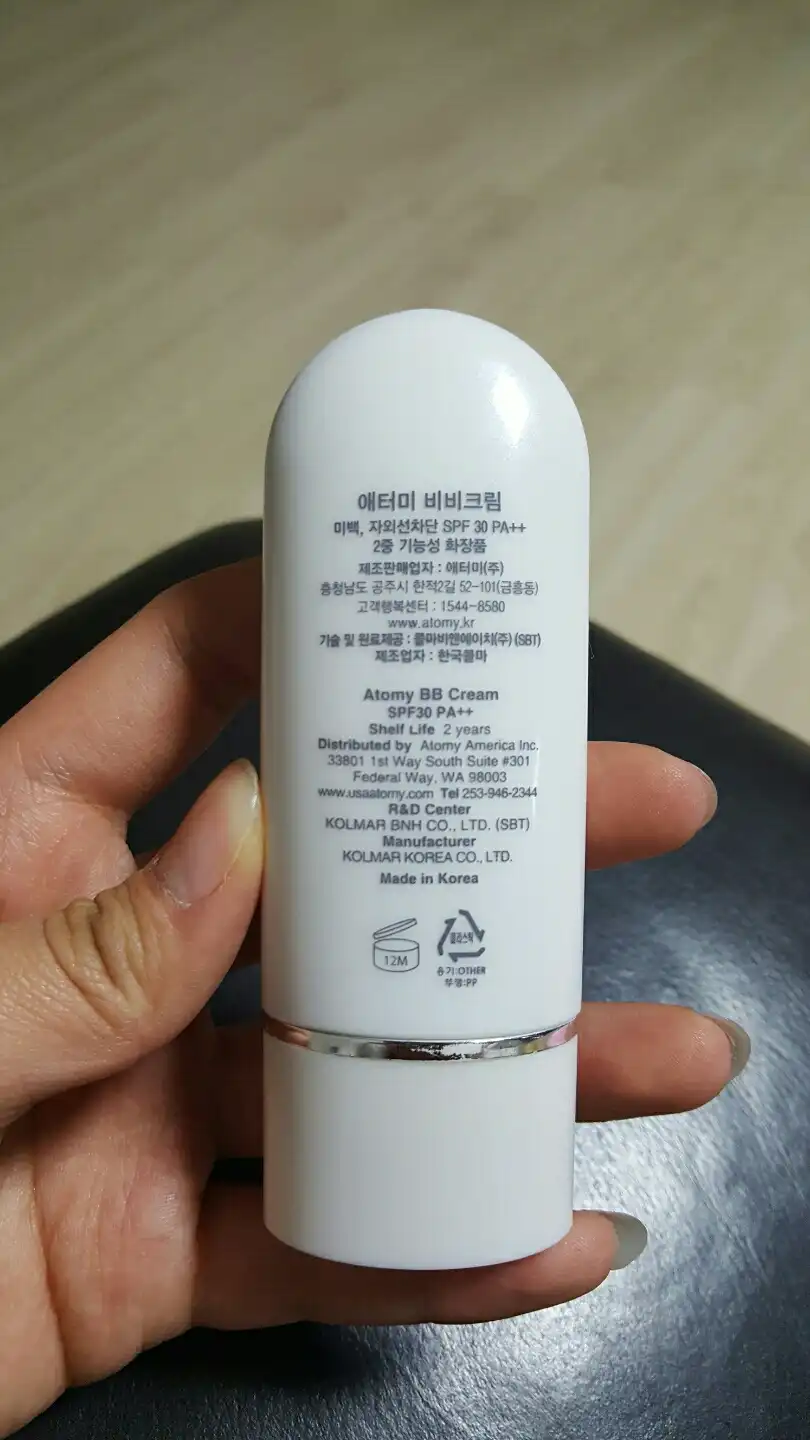 애터미 비비크림
미백, 자외선차단 SPF 30 PA++
2중 기능성 화장품
제조판매업자 : 애터미(주)
충청남도 공주시 한적2길 52-101(금흥동)
고객행복센터 : 1544-8580
www.atomy.kr
기술 및 원료제공 : 콜마비앤에이치(주) (SBT)
제조업자 : 한국콜마
Atomy BB Cream
SPF30 PA++
Shelf Life 2 years
Distributed by Atomy America Inc.
33801 1st Way South Suite #301
Federal Way, WA 98003
www.usaatomy.com Tel 253-946-2344
R&D Center
KOLMAR BNH CO., LTD. (SBT)
Manufacturer
KOLMAR KOREA CO., LTD.
Made in Korea
12M
플라스틱
용기:OTHER
뚜껑:PP